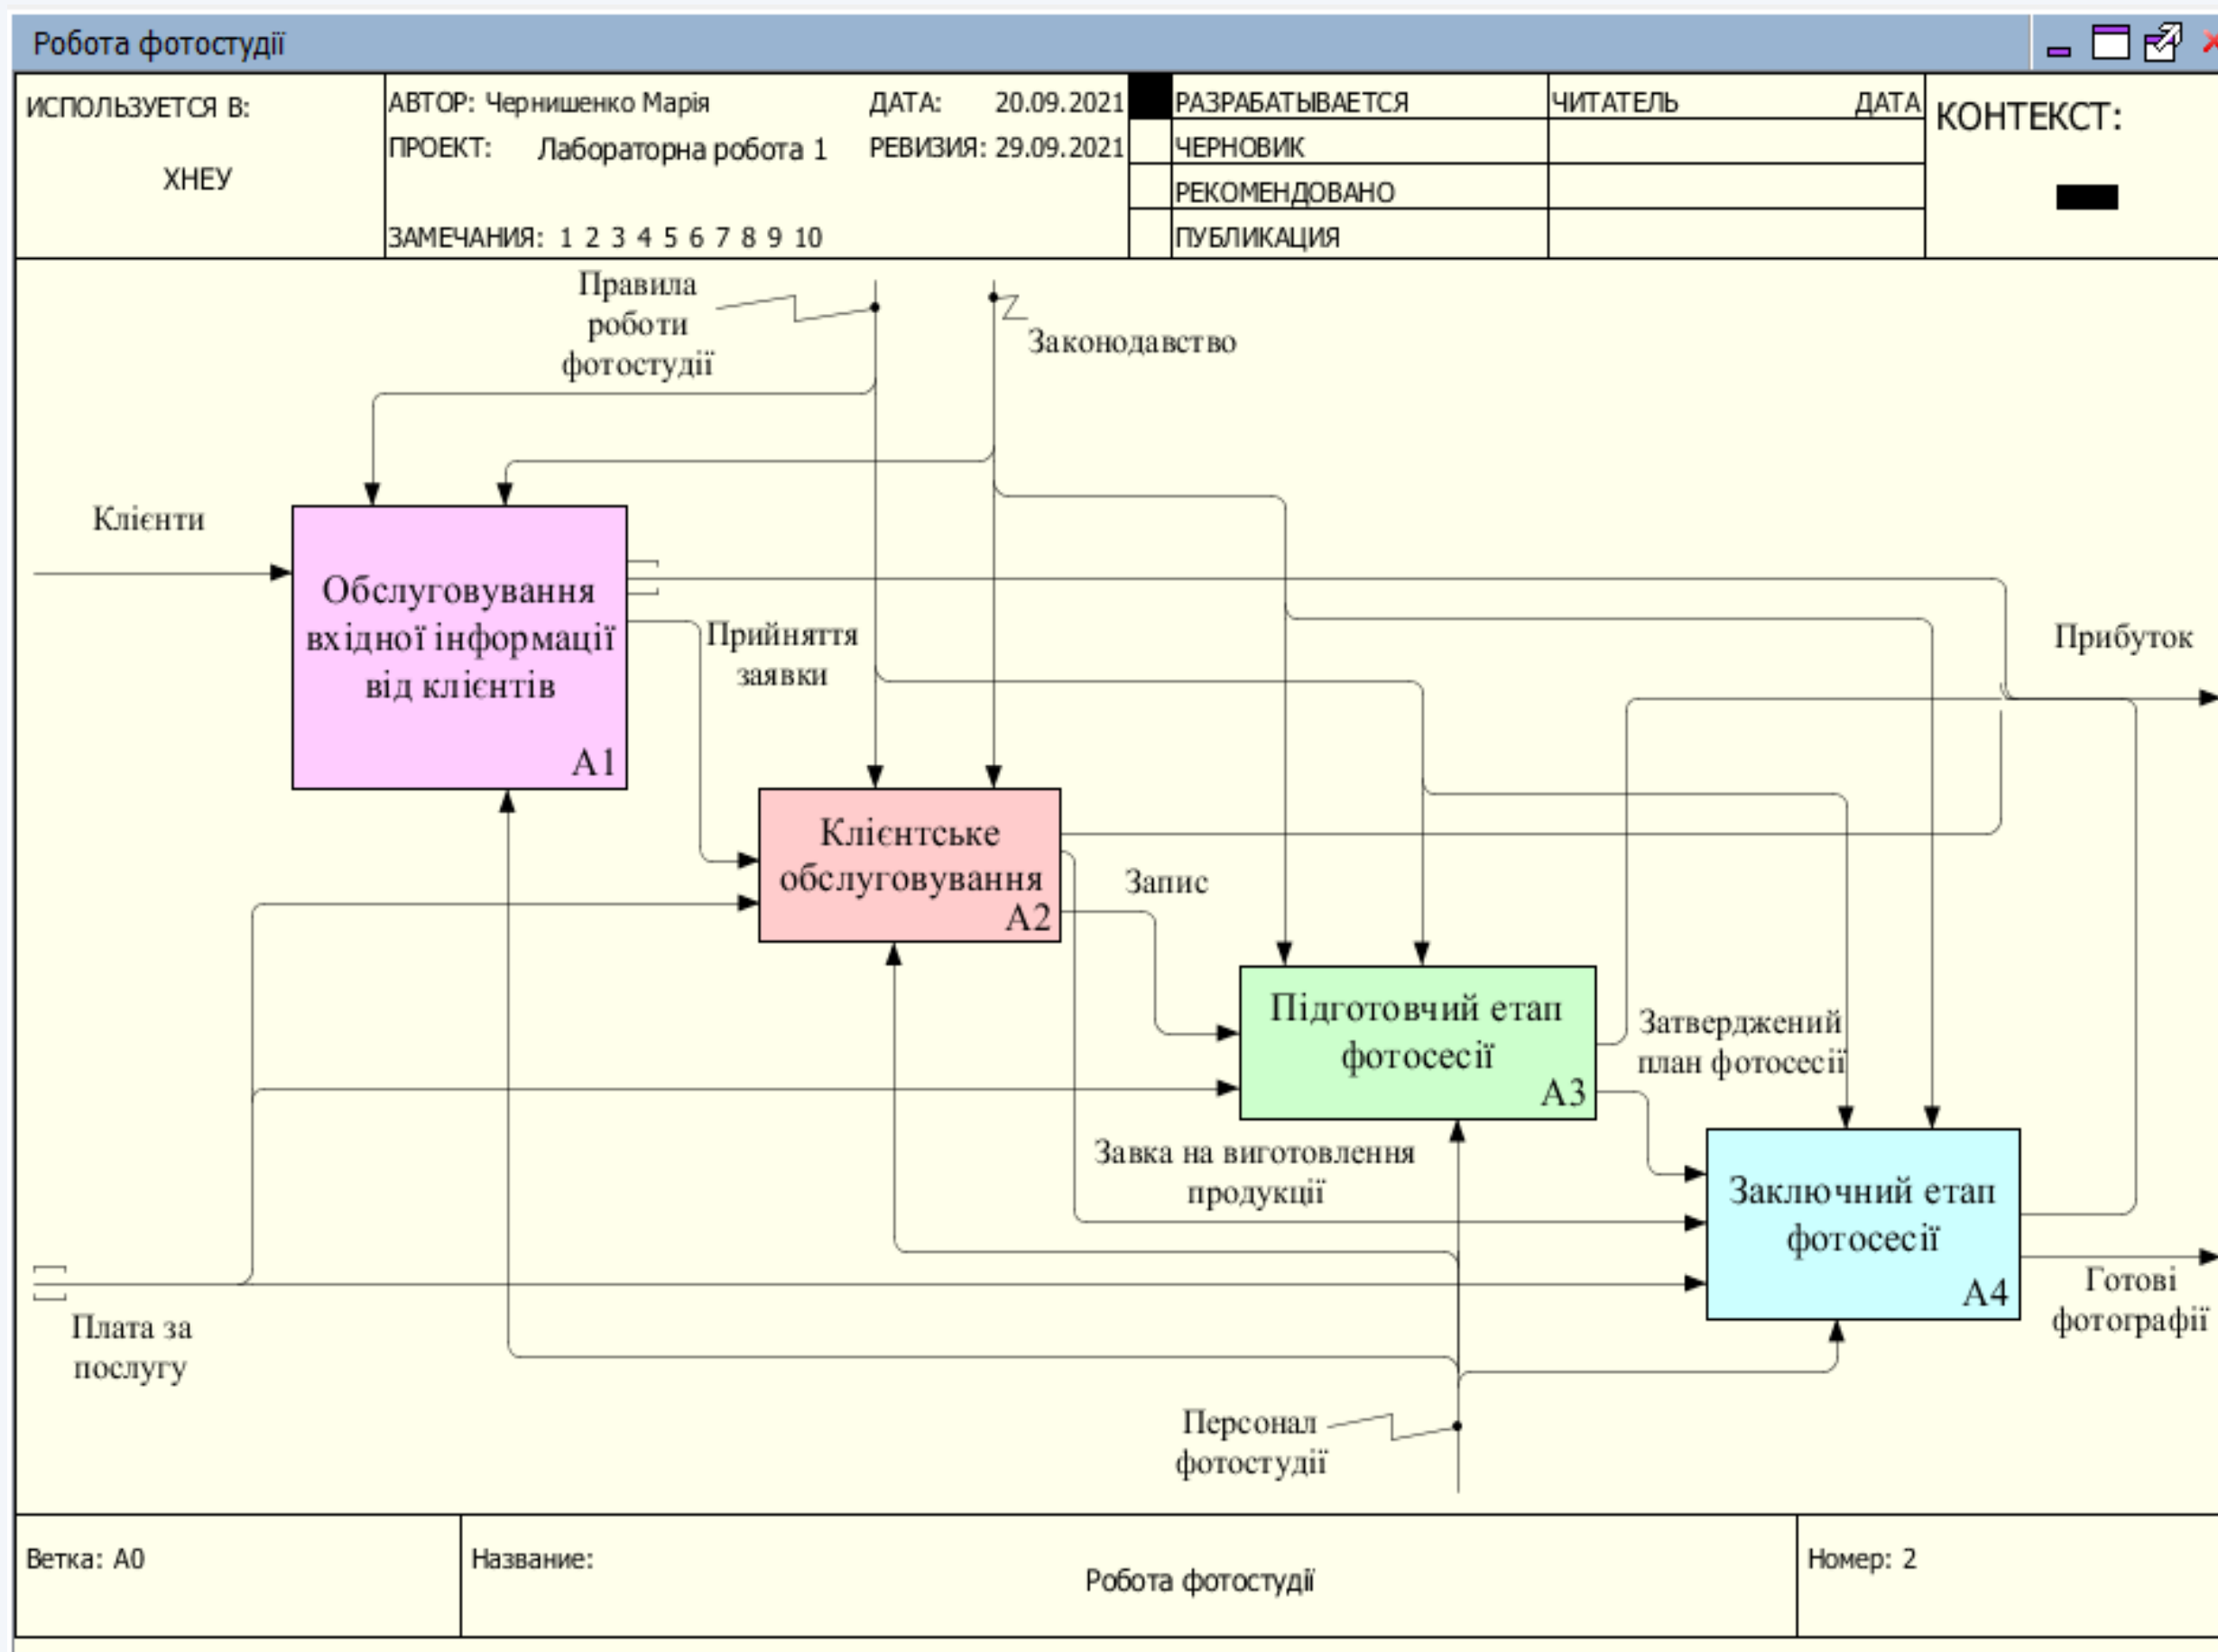 Робота фотостудії
ИСПОЛЬЗУЕТСЯ В:
ХНЕУ
АВТОР: Чернишенко Марія
ДАТА: 20.09.2021
ПРОЕКТ: Лабораторна робота 1
РЕВИЗИЯ: 29.09.2021
ЗАМЕЧАНИЯ: 1 2 3 4 5 6 7 8 9 10
РАЗРАБАТЫВАЕТСЯ
ЧЕРНОВИК
РЕКОМЕНДОВАНО
ПУБЛИКАЦИЯ
ЧИТАТЕЛЬ ДАТА
КОНТЕКСТ:
Правила
роботи
фотостудії
Законодавство
Клієнти
Обслуговування
вхідної інформації
від клієнтів
A1
Прийняття
заявки
Прибуток
Клієнтське
обслуговування
A2
Запис
Підготовчий етап
фотосесії
A3
Затверджений
план фотосесії
Завка на виготовлення
продукції
Заключний етап
фотосесії
A4
Готові
фотографії
Плата за
послугу
Персонал
фотостудії
Ветка: A0
Название:
Робота фотостудії
Номер: 2